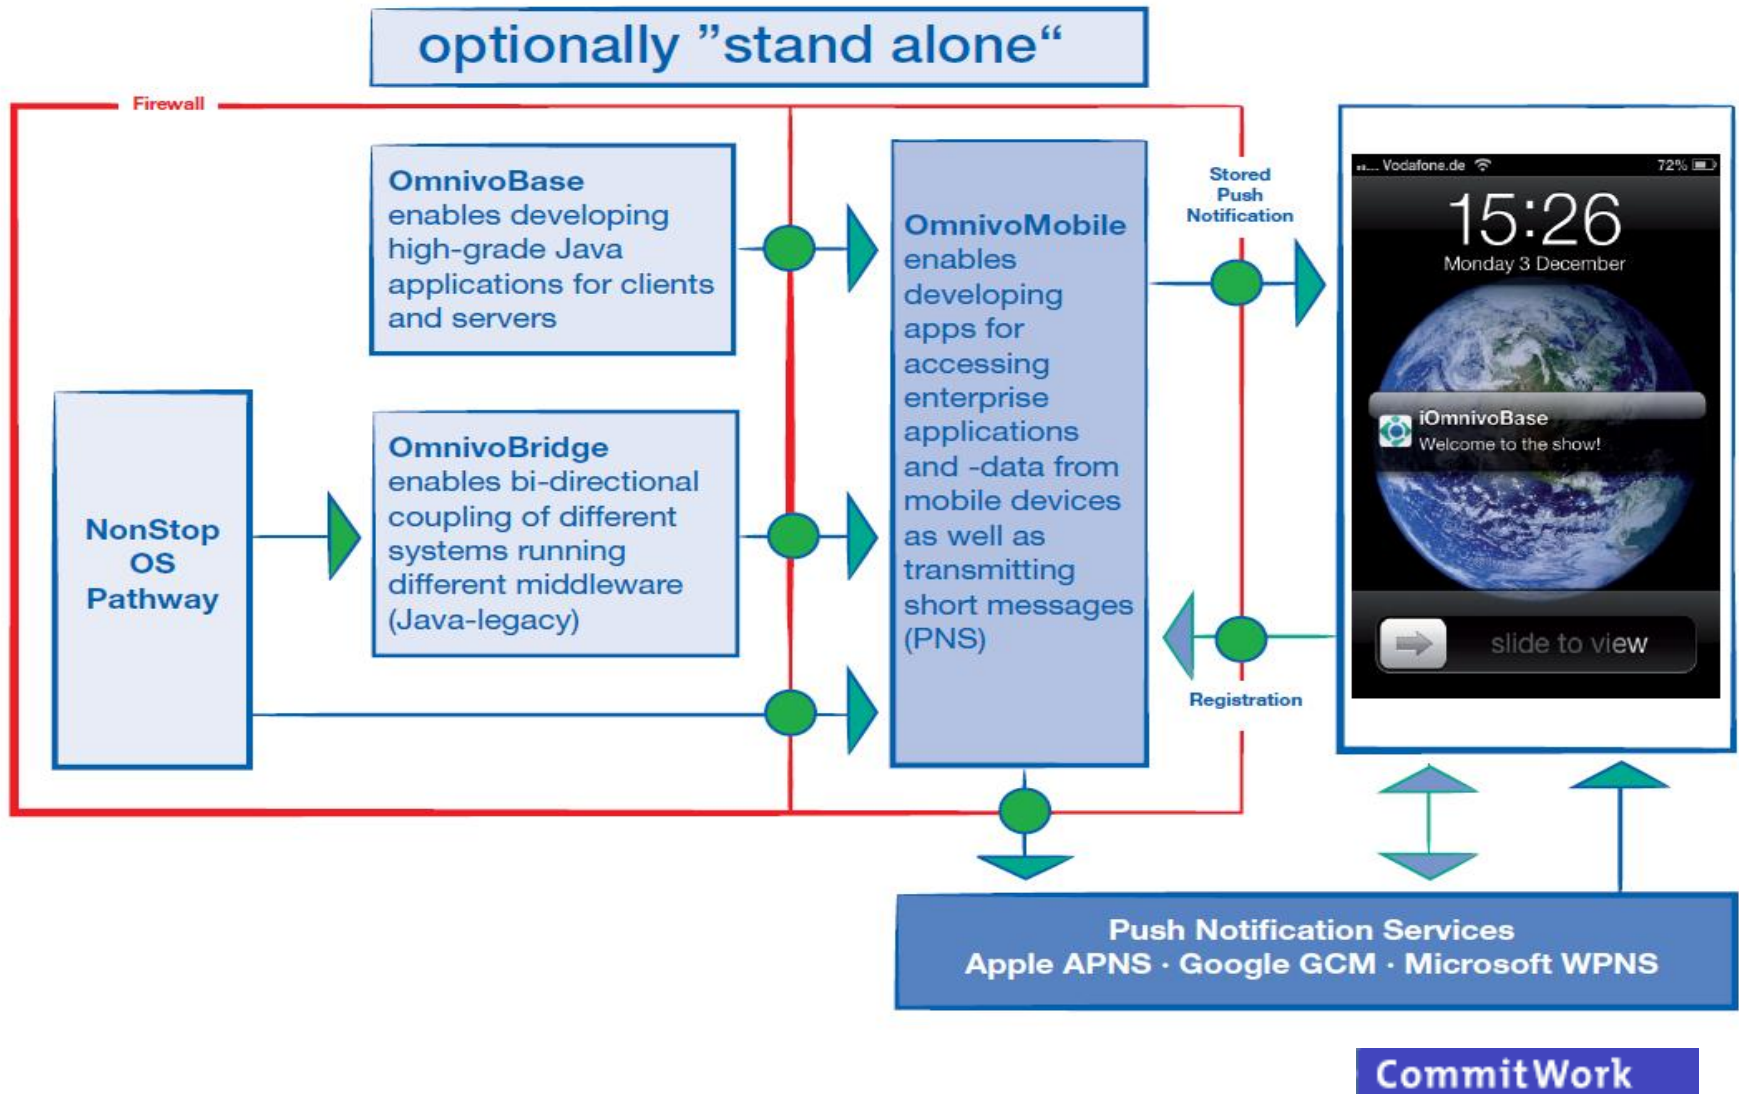 optionally ”stand alone“
Firewall
OmnivoBase
enables developing
high-grade Java
applications for clients
and servers
NonStop
OS
Pathway
OmnivoBridge
enables bi-directional
coupling of different
systems running
different middleware
(Java-legacy)
OmnivoMobile
enables
developing
apps for
accessing
enterprise
applications
and -data from
mobile devices
as well as
transmitting
short messages
(PNS)
Stored
Push
Notification
Registration
Vodafone.de 72%
15:26
Monday 3 December
iOmnivoBase
Welcome to the show!
slide to view
Push Notification Services
Apple APNS · Google GCM · Microsoft WPNS
CommitWork